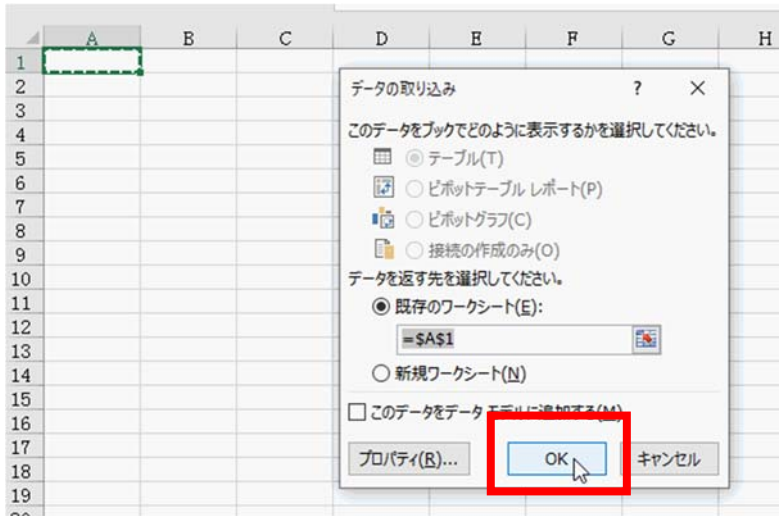 A B C D E F G H
1
2
3
4
5
6
7
8
9
10
11
12
13
14
15
16
17
18
19
データの取り込み ? ×
このデータをブックでどのように表示するかを選択してください。
テーブル(T)
ピボットテーブル レポート(P)
ピボットグラフ(C)
接続の作成のみ(O)
データを返す先を選択してください。
既存のワークシート(E):
=$A$1
新規ワークシート(N)
このデータをデータ モデルに追加する(M)
プロパティ(R)... OK キャンセル